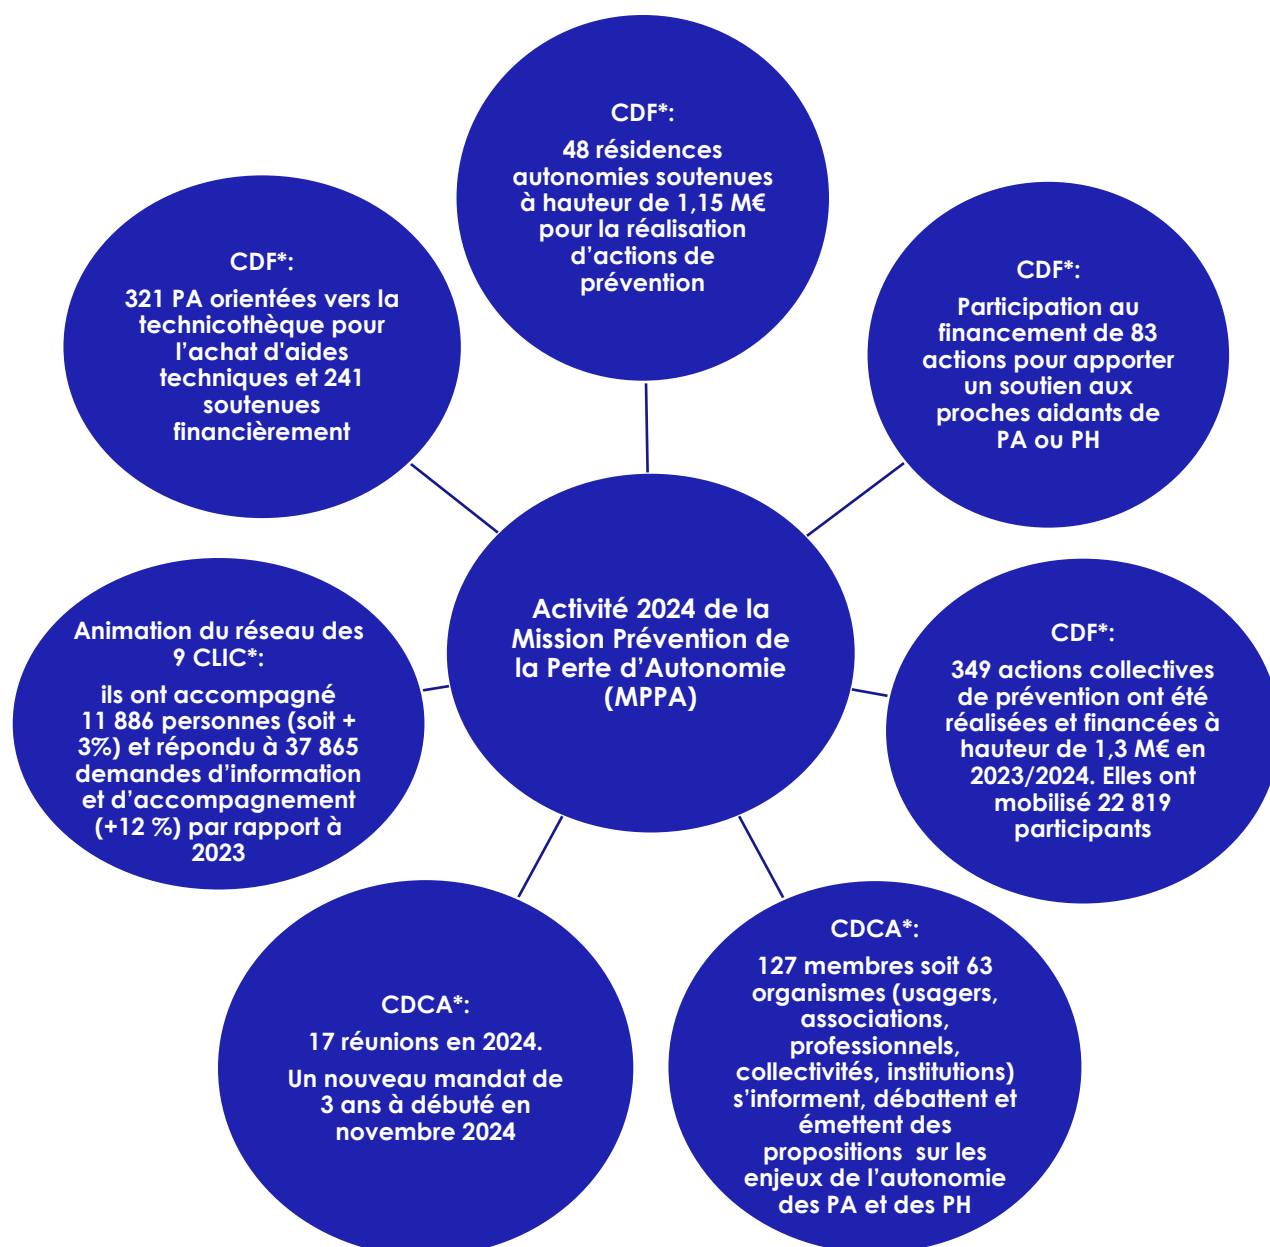 CDF*:
48 résidences
autonomies soutenues
à hauteur de 1,15 M€
pour la réalisation
d’actions de
prévention
CDF*:
321 PA orientées vers la
technicothèque pour
l’achat d'aides
techniques et 241
soutenues
financièrement
CDF*:
Participation au
financement de 83
actions pour apporter
un soutien aux
proches aidants de
PA ou PH
Activité 2024 de la
Mission Prévention de
la Perte d’Autonomie
(MPPA)
Animation du réseau des
9 CLIC*:
ils ont accompagné
11 886 personnes (soit +
3%) et répondu à 37 865
demandes d’information
et d’accompagnement
(+12 %) par rapport à
2023
CDF*:
349 actions collectives
de prévention ont été
réalisées et financées à
hauteur de 1,3 M€ en
2023/2024. Elles ont
mobilisé 22 819
participants
CDCA*:
17 réunions en 2024.
Un nouveau mandat de
3 ans à débuté en
novembre 2024
CDCA*:
127 membres soit 63
organismes (usagers,
associations,
professionnels,
collectivités, institutions)
s’informent, débattent et
émettent des
propositions sur les
enjeux de l’autonomie
des PA et des PH